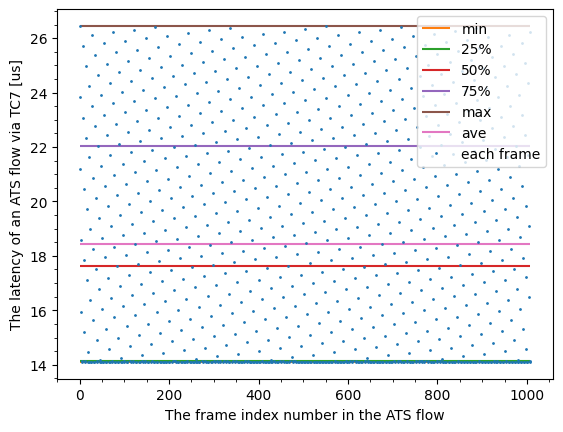 The latency of an ATS flow via TC7 [us]
26
24
22
20
18
16
14
min
25%
50%
75%
max
ave
each frame
0 200 400 600 800 1000
The frame index number in the ATS flow